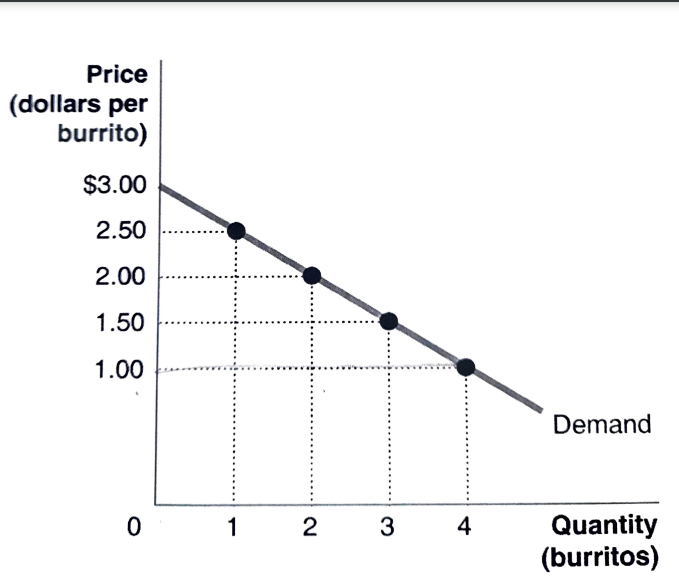 Price
(dollars per
burrito)
$3.00
2.50
2.00
1.50
1.00
Demand
0 1 2 3 4 Quantity
(burritos)